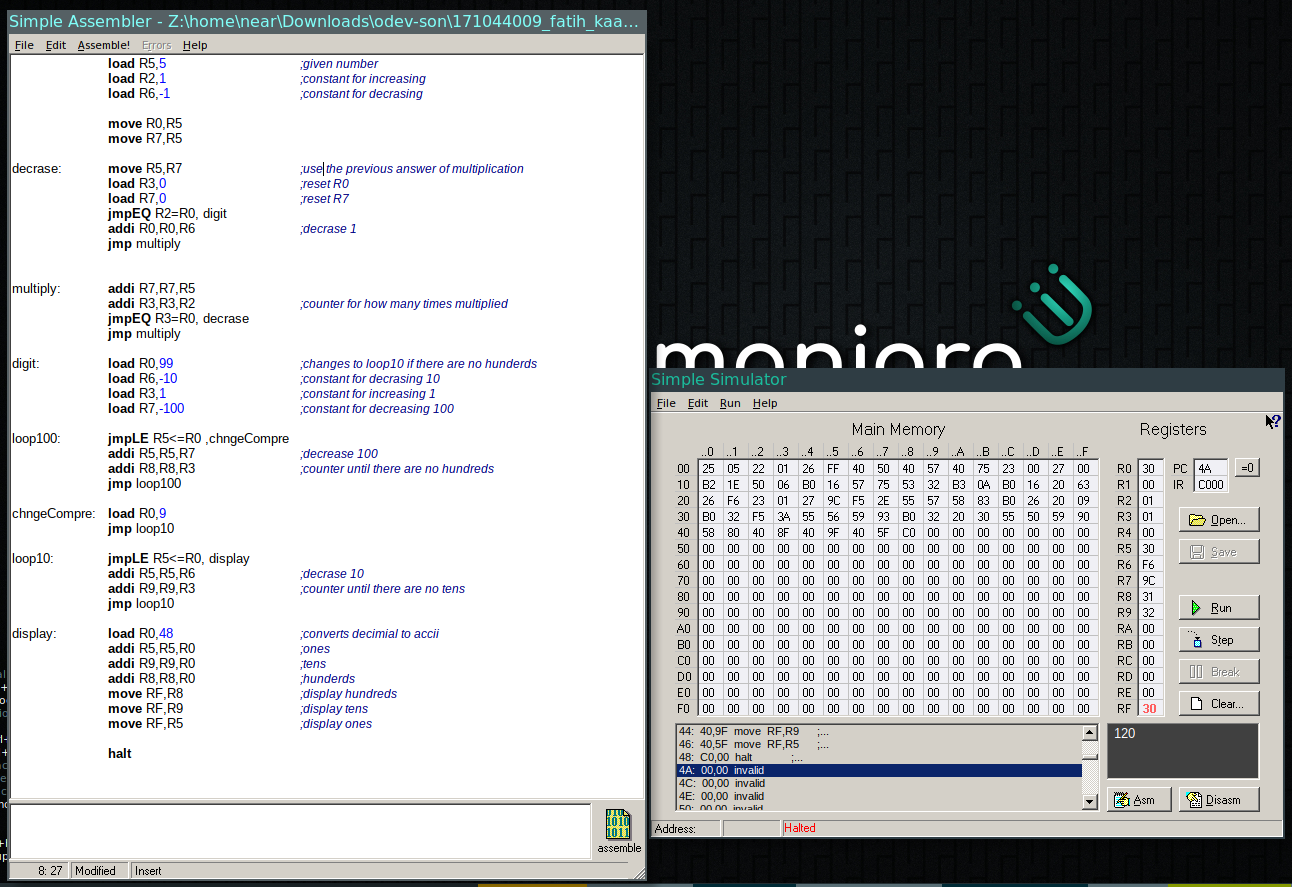 Simple Assembler - Z:\home\near\Downloads\odev-son\171044009_fatih_kaa...
File Edit Assemble! Errors Help
load R5,5 ;given number
load R2,1 ;constant for increasing
load R6,-1 ;constant for decrasing
move R0,R5
move R7,R5
decrase: move R5,R7 ;use the previous answer of multiplication
load R3,0 ;reset R0
load R7,0 ;reset R7
jmpEQ R2=R0, digit
addi R0,R0,R6 ;decrase 1
jmp multiply
multiply: addi R7,R7,R5
addi R3,R3,R2 ;counter for how many times multiplied
jmpEQ R3=R0, decrase
jmp multiply
digit: load R0,99 ;changes to loop10 if there are no hunderds
load R6,-10 ;constant for decrasing 10
load R3,1 ;constant for increasing 1
load R7,-100 ;constant for decreasing 100
loop100: jmpLE R5<=R0 ,chngeCompre
addi R5,R5,R7 ;decrease 100
addi R8,R8,R3 ;counter until there are no hundreds
jmp loop100
chngeCompre: load R0,9
jmp loop10
loop10: jmpLE R5<=R0, display
addi R5,R5,R6 ;decrase 10
addi R9,R9,R3 ;counter until there are no tens
jmp loop10
display: load R0,48 ;converts decimial to accii
addi R5,R5,R0 ;ones
addi R9,R9,R0 ;tens
addi R8,R8,R0 ;hunderds
move RF,R8 ;display hundreds
move RF,R9 ;display tens
move RF,R5 ;display ones
halt
assemble
8: 27 Modified Insert
manjaro
Simple Simulator
File Edit Run Help
Main Memory
..0 ..1 ..2 ..3 ..4 ..5 ..6 ..7 ..8 ..9 ..A ..B ..C ..D ..E ..F
00 25 05 22 01 26 FF 40 50 40 57 40 75 23 00 27 00
10 B2 1E 50 06 B0 16 57 75 53 32 B3 0A B0 16 20 63
20 26 F6 23 01 27 9C F5 2E 55 57 58 83 B0 26 20 09
30 B0 32 F5 3A 55 56 59 93 B0 32 20 30 55 50 59 90
40 58 80 40 8F 40 9F 40 5F C0 00 00 00 00 00 00 00
50 00 00 00 00 00 00 00 00 00 00 00 00 00 00 00 00
60 00 00 00 00 00 00 00 00 00 00 00 00 00 00 00 00
70 00 00 00 00 00 00 00 00 00 00 00 00 00 00 00 00
80 00 00 00 00 00 00 00 00 00 00 00 00 00 00 00 00
90 00 00 00 00 00 00 00 00 00 00 00 00 00 00 00 00
A0 00 00 00 00 00 00 00 00 00 00 00 00 00 00 00 00
B0 00 00 00 00 00 00 00 00 00 00 00 00 00 00 00 00
C0 00 00 00 00 00 00 00 00 00 00 00 00 00 00 00 00
D0 00 00 00 00 00 00 00 00 00 00 00 00 00 00 00 00
E0 00 00 00 00 00 00 00 00 00 00 00 00 00 00 00 00
F0 00 00 00 00 00 00 00 00 00 00 00 00 00 00 00 00
Registers
R0 30
R1 00
R2 01
R3 01
R4 00
R5 30
R6 F6
R7 9C
R8 31
R9 32
RA 00
RB 00
RC 00
RD 00
RE 00
RF 30
PC 4A =0
IR C000
Open...
Save
Run
Step
Break
Clear...
44: 40,9F move RF,R9 ;...
46: 40,5F move RF,R5 ;...
48: C0,00 halt ;...
4A: 00,00 invalid
4C: 00,00 invalid
4E: 00,00 invalid
50: 00,00 invalid
120
Asm Disasm
Address: Halted